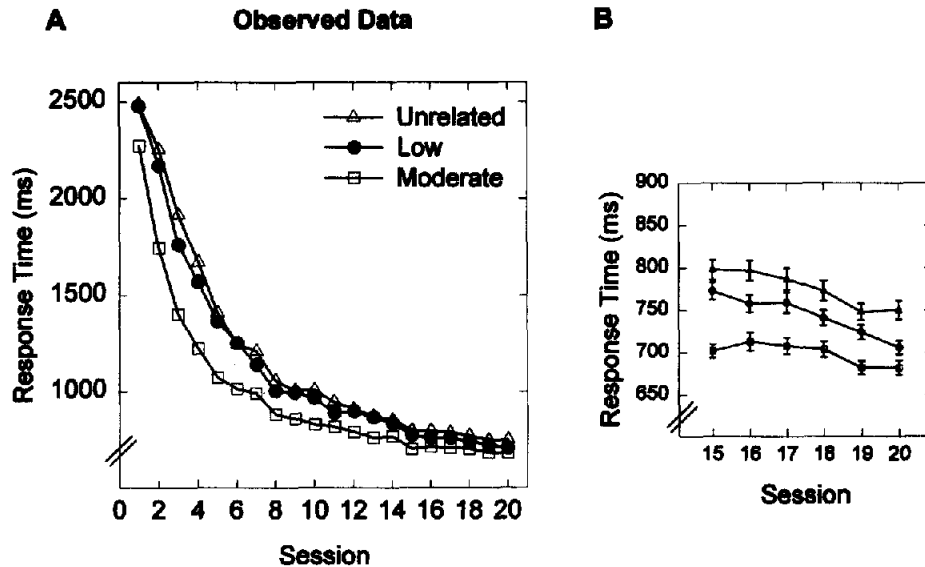 A Observed Data B
Unrelated
Low
Moderate
Response Time (ms)
2500
2000
1500
1000
0 2 4 6 8 10 12 14 16 18 20
Session
Response Time (ms)
900
850
800
750
700
650
15 16 17 18 19 20
Session